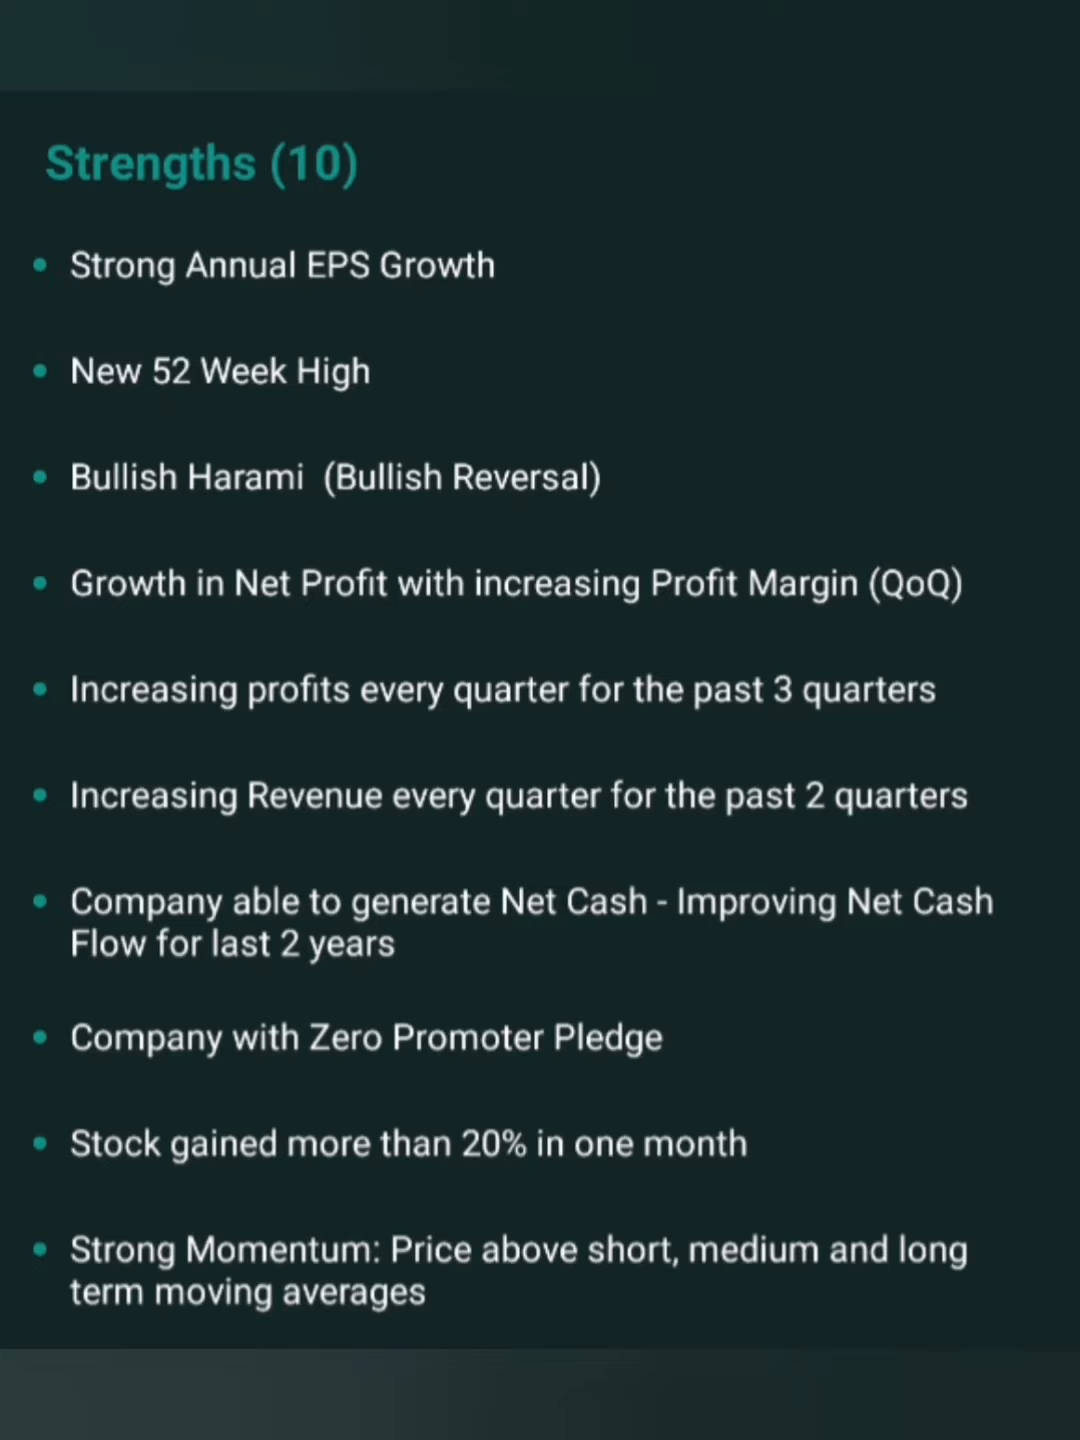 Strengths (10)
• Strong Annual EPS Growth
• New 52 Week High
• Bullish Harami  (Bullish Reversal)
• Growth in Net Profit with increasing Profit Margin (QoQ)
• Increasing profits every quarter for the past 3 quarters
• Increasing Revenue every quarter for the past 2 quarters
• Company able to generate Net Cash - Improving Net Cash
Flow for last 2 years
• Company with Zero Promoter Pledge
• Stock gained more than 20% in one month
• Strong Momentum: Price above short, medium and long
term moving averages